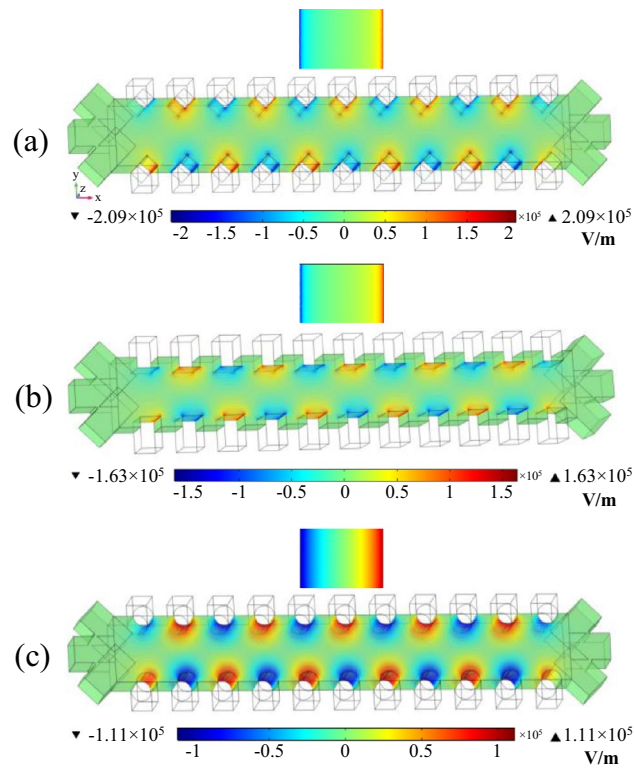 (a)
y
z
x
▼ -2.09×10⁵
-2 -1.5 -1 -0.5 0 0.5 1 1.5 2
×10⁵ ▲ 2.09×10⁵
V/m
(b)
▼ -1.63×10⁵
-1.5 -1 -0.5 0 0.5 1 1.5
×10⁵ ▲ 1.63×10⁵
V/m
(c)
▼ -1.11×10⁵
-1 -0.5 0 0.5 1
×10⁵ ▲ 1.11×10⁵
V/m